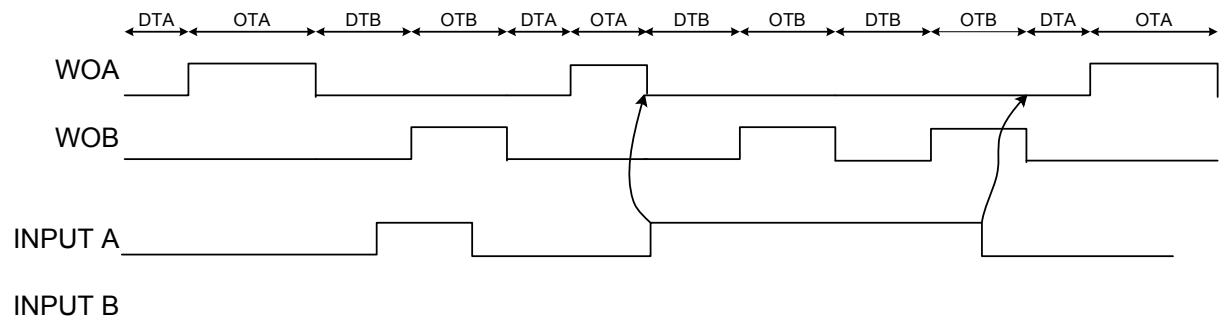 DTA OTA DTB OTB DTA OTA DTB OTB DTB OTB DTA OTA
WOA
WOB
INPUT A
INPUT B